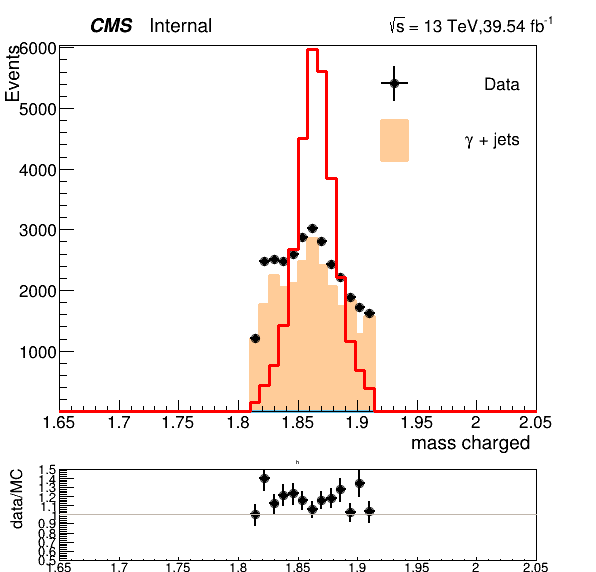 CMS Internal √s = 13 TeV,39.54 fb⁻¹
Events
6000
5000
4000
3000
2000
1000
Data
γ + jets
1.65 1.7 1.75 1.8 1.85 1.9 1.95 2 2.05
mass charged
h
data/MC
1.5
1.4
1.3
1.2
1.1
1
0.9
0.8
0.7
0.6
0.5
1.65 1.7 1.75 1.8 1.85 1.9 1.95 2 2.05